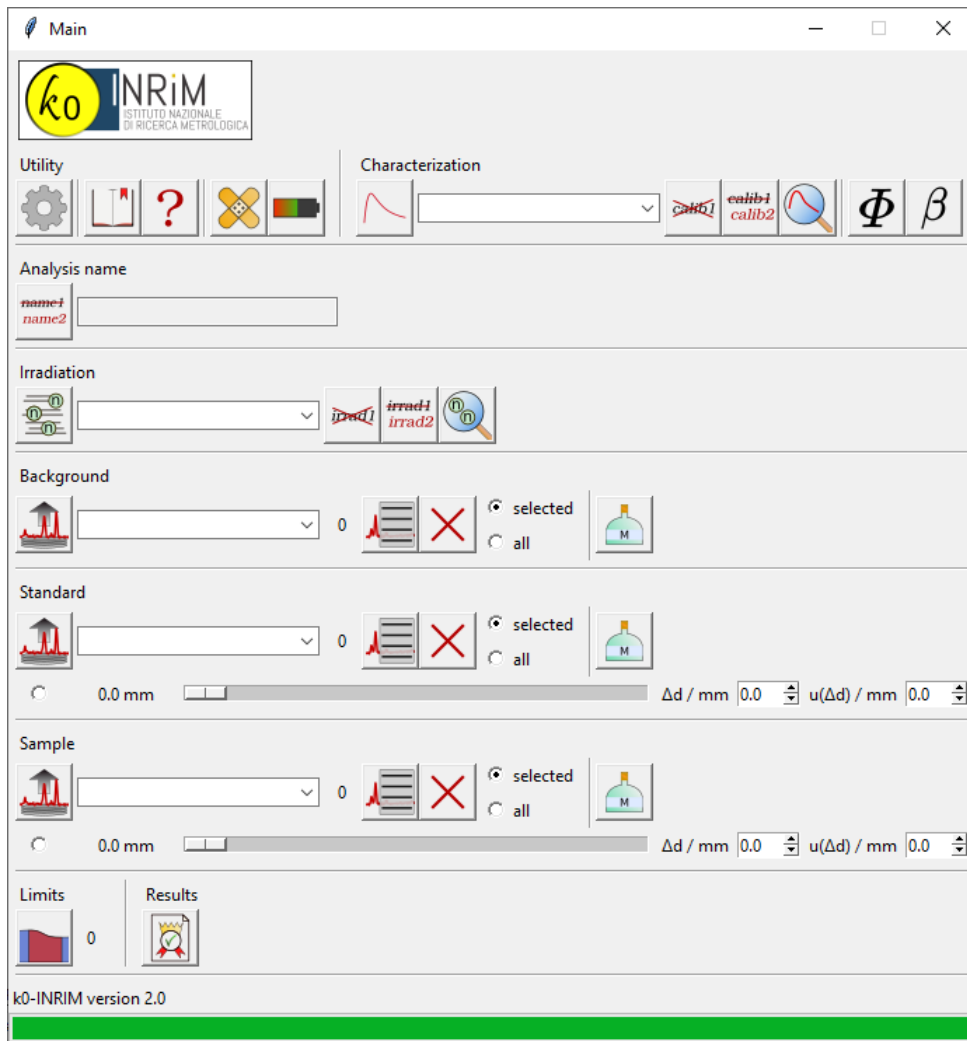 Main
k0
INRiM
ISTITUTO NAZIONALE
DI RICERCA METROLOGICA
Utility
Characterization
?
calib1
calib1
calib2
Φ
β
Analysis name
name1
name2
Irradiation
n
n
n
irrad1
irrad1
irrad2
n
n
Background
0
selected
all
M
Standard
0
selected
all
M
0.0 mm
Δd / mm 0.0 u(Δd) / mm 0.0
Sample
0
selected
all
M
0.0 mm
Δd / mm 0.0 u(Δd) / mm 0.0
Limits
Results
0
k0-INRIM version 2.0